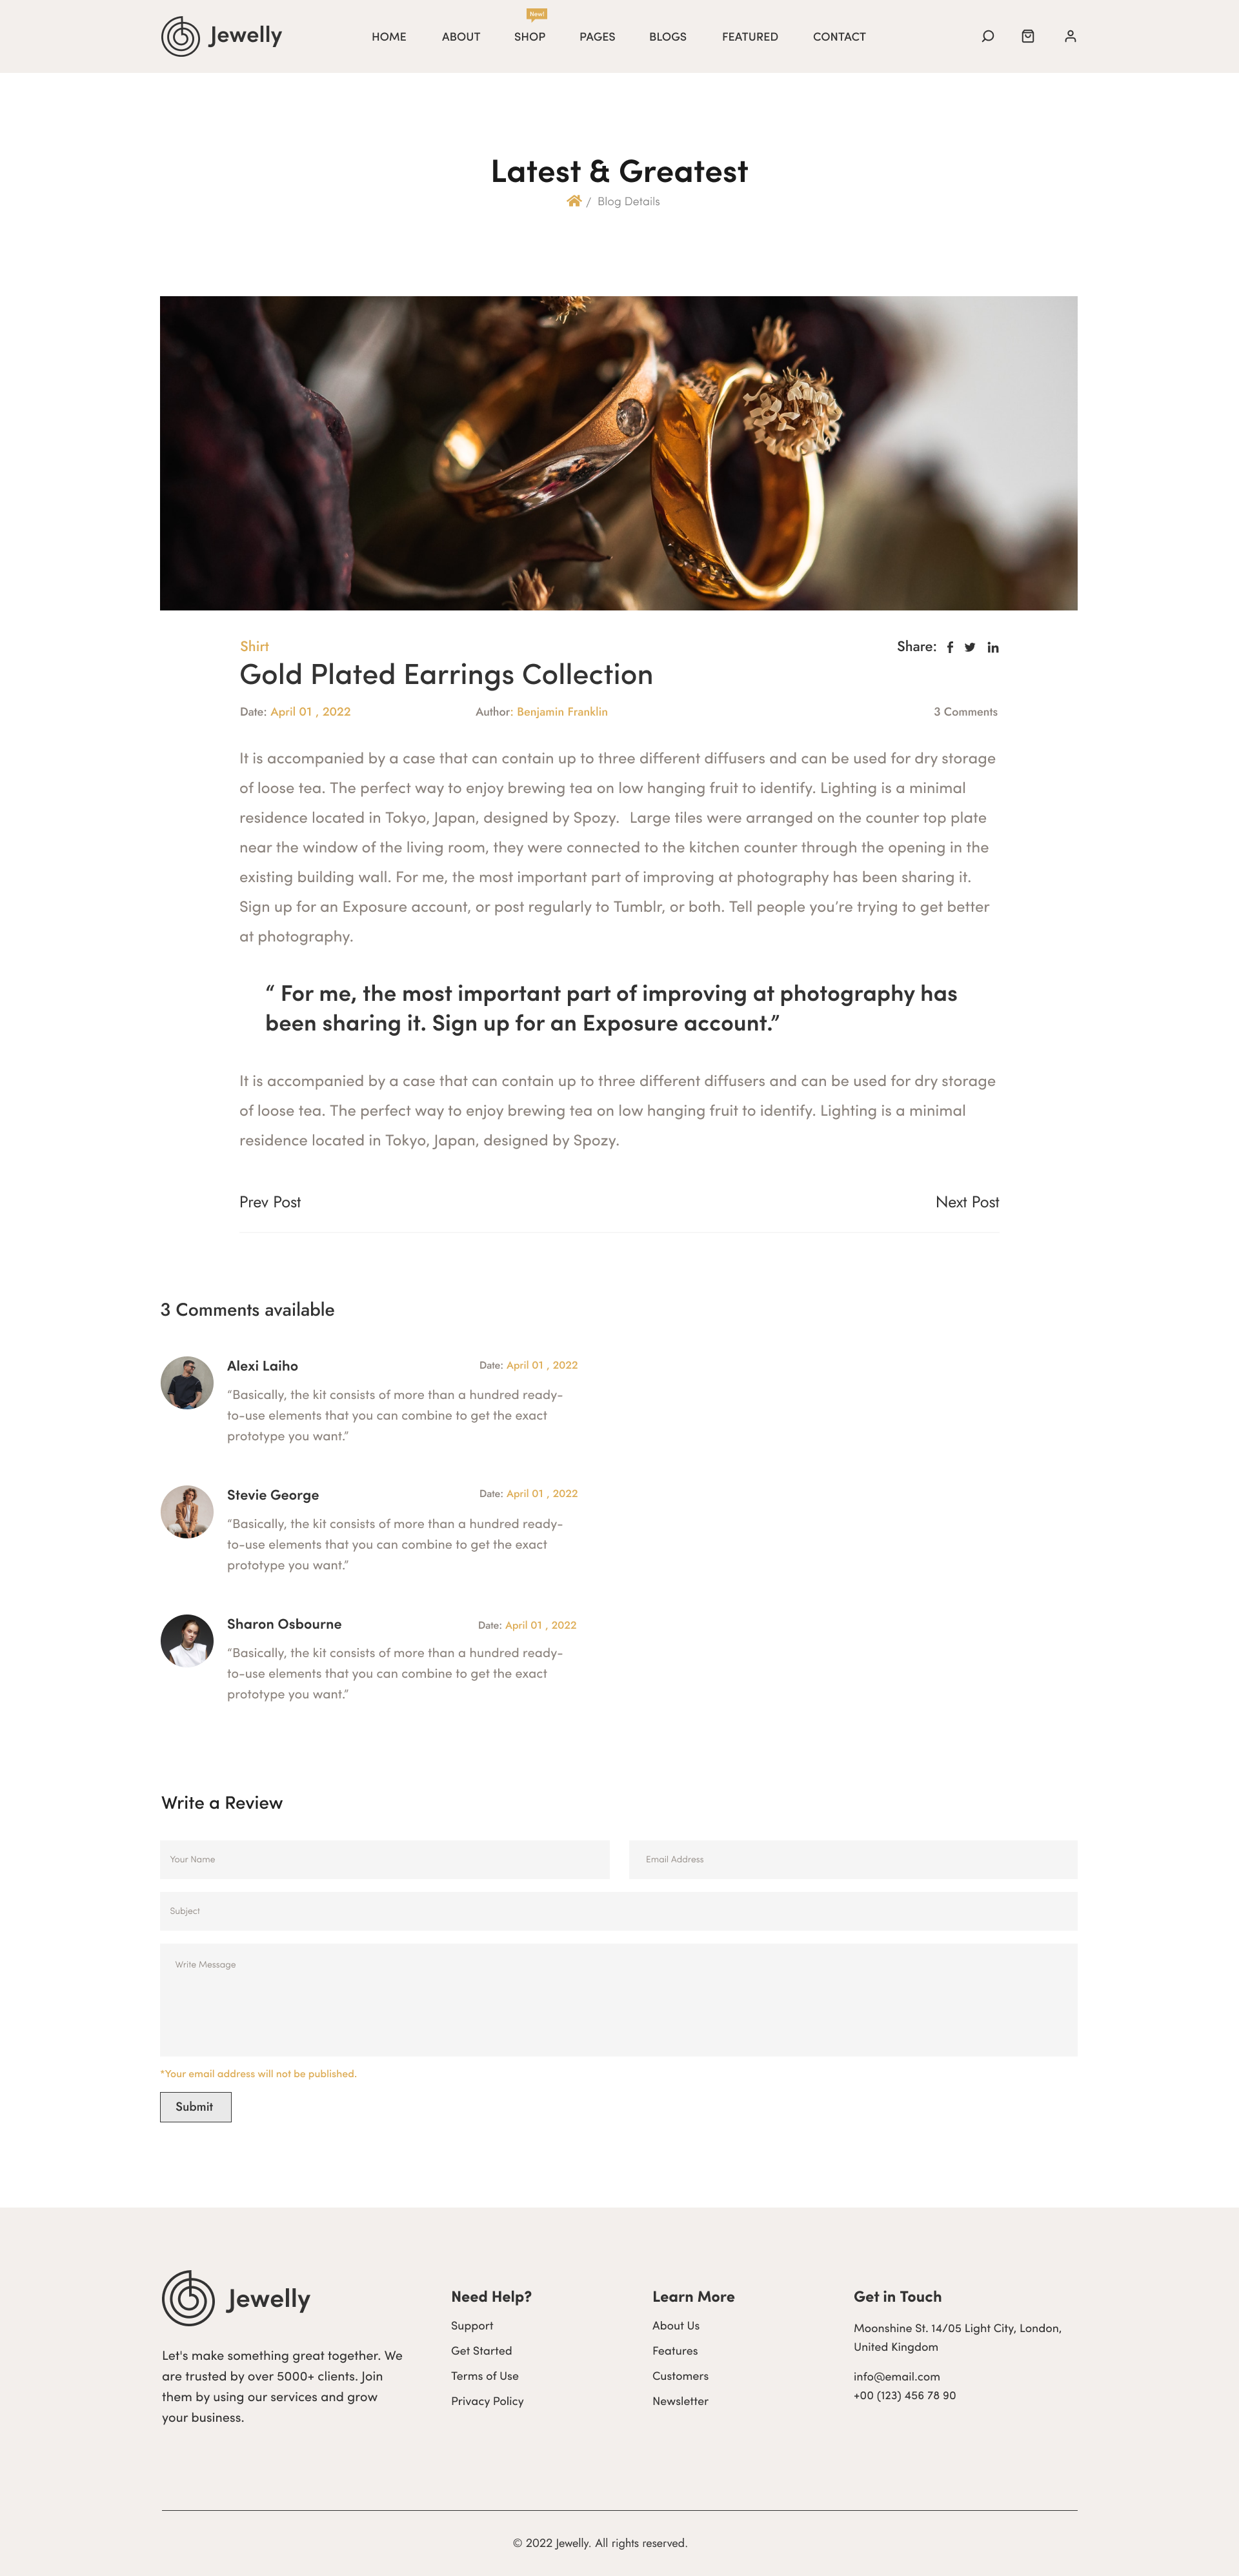 Jewelly
HOME ABOUT SHOP PAGES BLOGS FEATURED CONTACT
New!
Latest & Greatest
/ Blog Details
Shirt
Share:
Gold Plated Earrings Collection
Date: April 01 , 2022 Author: Benjamin Franklin 3 Comments
It is accompanied by a case that can contain up to three different diffusers and can be used for dry storage
of loose tea. The perfect way to enjoy brewing tea on low hanging fruit to identify. Lighting is a minimal
residence located in Tokyo, Japan, designed by Spozy. Large tiles were arranged on the counter top plate
near the window of the living room, they were connected to the kitchen counter through the opening in the
existing building wall. For me, the most important part of improving at photography has been sharing it.
Sign up for an Exposure account, or post regularly to Tumblr, or both. Tell people you’re trying to get better
at photography.
“ For me, the most important part of improving at photography has
been sharing it. Sign up for an Exposure account.”
It is accompanied by a case that can contain up to three different diffusers and can be used for dry storage
of loose tea. The perfect way to enjoy brewing tea on low hanging fruit to identify. Lighting is a minimal
residence located in Tokyo, Japan, designed by Spozy.
Prev Post Next Post
3 Comments available
Alexi Laiho Date: April 01 , 2022
“Basically, the kit consists of more than a hundred ready-
to-use elements that you can combine to get the exact
prototype you want.”
Stevie George Date: April 01 , 2022
“Basically, the kit consists of more than a hundred ready-
to-use elements that you can combine to get the exact
prototype you want.”
Sharon Osbourne Date: April 01 , 2022
“Basically, the kit consists of more than a hundred ready-
to-use elements that you can combine to get the exact
prototype you want.”
Write a Review
Your Name Email Address
Subject
Write Message
*Your email address will not be published.
Submit
Jewelly
Let's make something great together. We
are trusted by over 5000+ clients. Join
them by using our services and grow
your business.
Need Help?
Support
Get Started
Terms of Use
Privacy Policy
Learn More
About Us
Features
Customers
Newsletter
Get in Touch
Moonshine St. 14/05 Light City, London,
United Kingdom
info@email.com
+00 (123) 456 78 90
© 2022 Jewelly. All rights reserved.